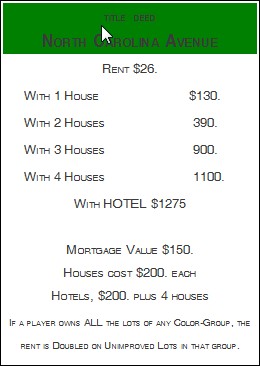 TITLE DEED
NORTH CAROLINA AVENUE
RENT $26.
WITH 1 HOUSE $130.
WITH 2 HOUSES 390.
WITH 3 HOUSES 900.
WITH 4 HOUSES 1100.
WITH HOTEL $1275
MORTGAGE VALUE $150.
HOUSES COST $200. EACH
HOTELS, $200. PLUS 4 HOUSES
IF A PLAYER OWNS ALL THE LOTS OF ANY COLOR-GROUP, THE
RENT IS DOUBLED ON UNIMPROVED LOTS IN THAT GROUP.